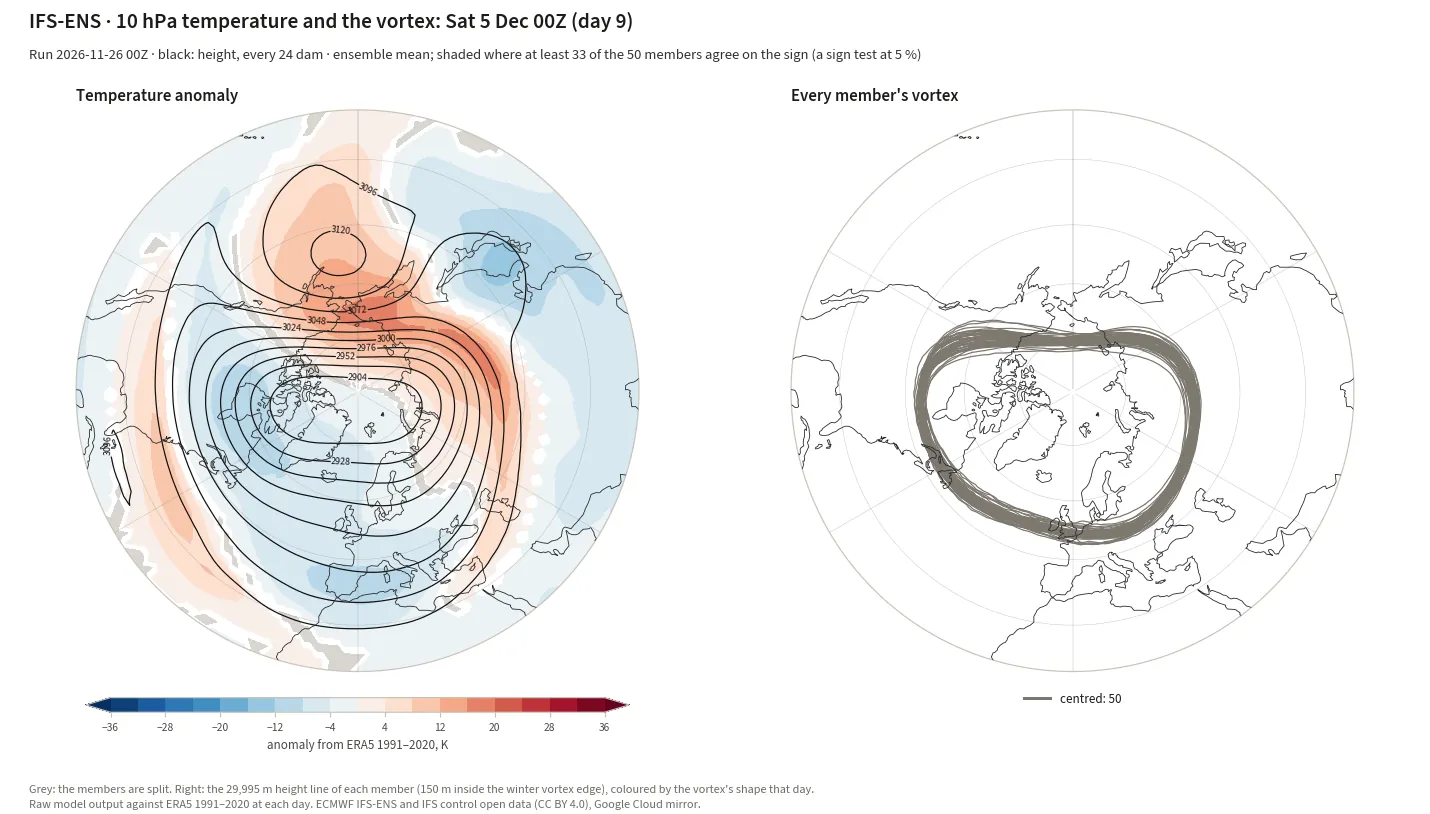 IFS-ENS · 10 hPa temperature and the vortex: Sat 5 Dec 00Z (day 9)
Run 2026-11-26 00Z · black: height, every 24 dam · ensemble mean; shaded where at least 33 of the 50 members agree on the sign (a sign test at 5 %)
Temperature anomaly
Every member's vortex
3096
3120
3072
3048
3024
3000
2976
2952
2904
3096
2928
centred: 50
−36 −28 −20 −12 −4 4 12 20 28 36
anomaly from ERA5 1991–2020, K
Grey: the members are split. Right: the 29,995 m height line of each member (150 m inside the winter vortex edge), coloured by the vortex's shape that day.
Raw model output against ERA5 1991–2020 at each day. ECMWF IFS-ENS and IFS control open data (CC BY 4.0), Google Cloud mirror.